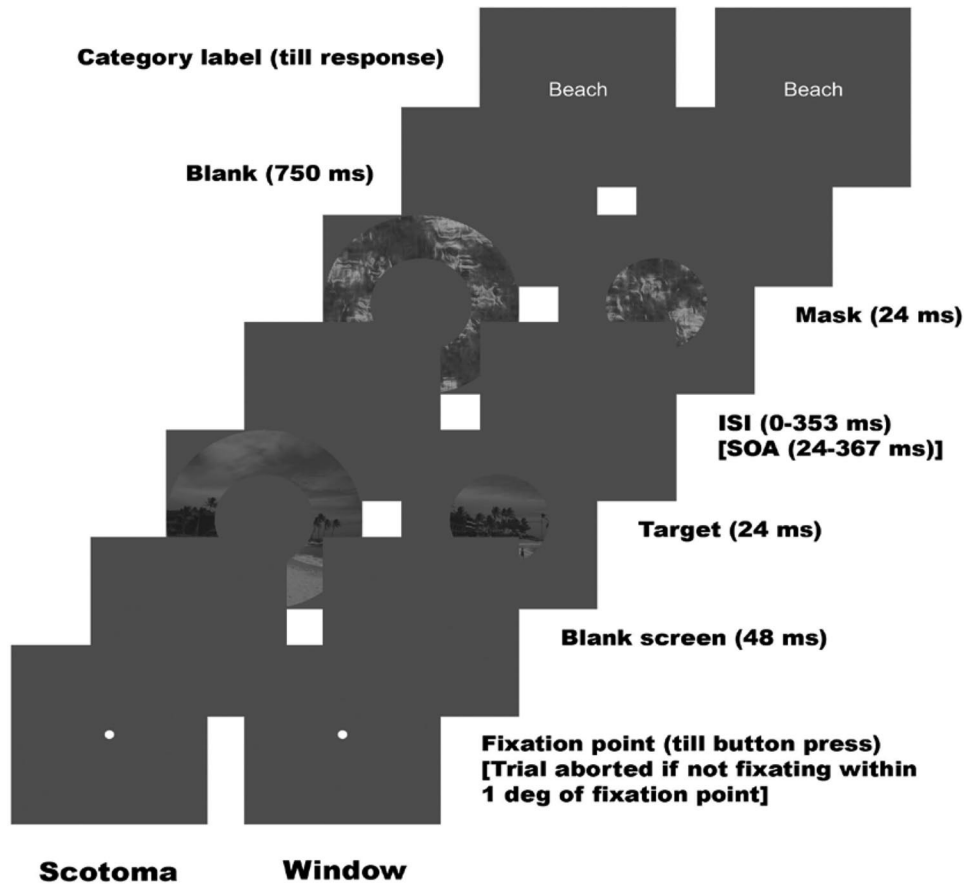 Category label (till response)
Beach
Beach
Blank (750 ms)
Mask (24 ms)
ISI (0-353 ms)
[SOA (24-367 ms)]
Target (24 ms)
Blank screen (48 ms)
Fixation point (till button press)
[Trial aborted if not fixating within
1 deg of fixation point]
Scotoma
Window